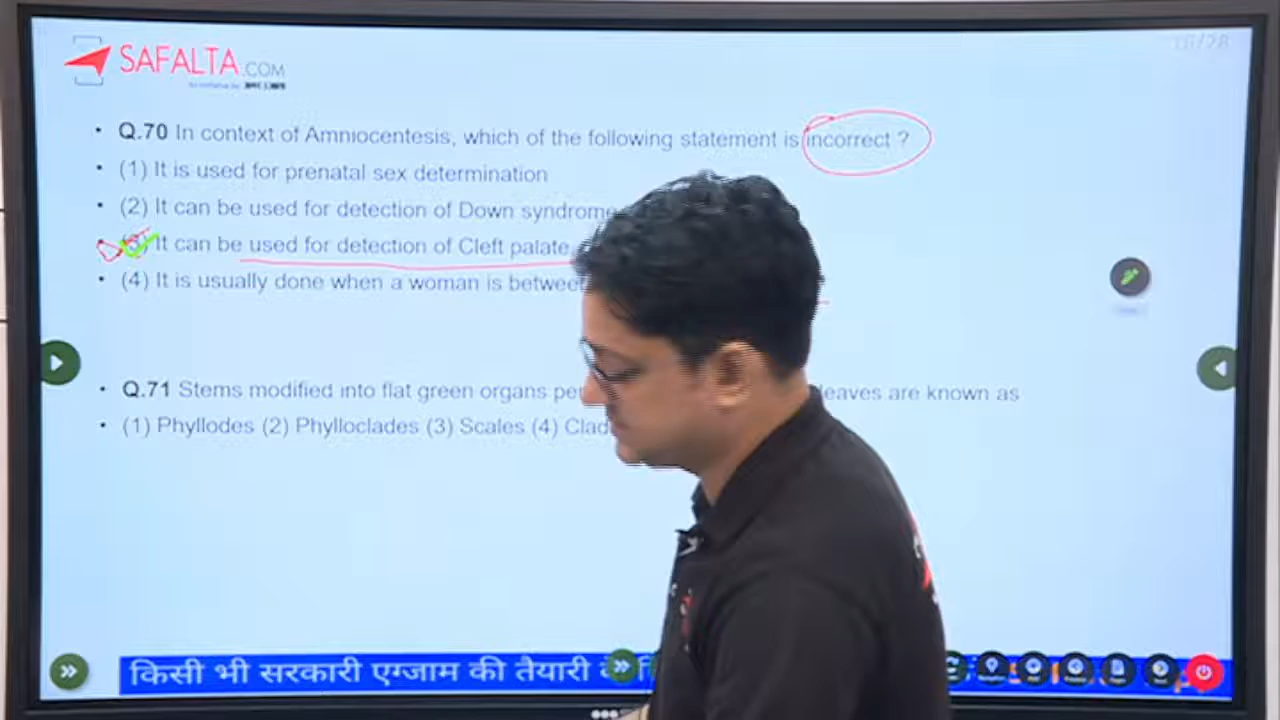 SAFALTA.COM
Q.70 In context of Amniocentesis, which of the following statement is incorrect ?
(1) It is used for prenatal sex determination
(2) It can be used for detection of Down syndrome
(3) It can be used for detection of Cleft palate
(4) It is usually done when a woman is betwee
Q.71 Stems modified into flat green organs pe leaves are known as
(1) Phyllodes (2) Phylloclades (3) Scales (4) Clad
किसी भी सरकारी एग्जाम की तैयारी